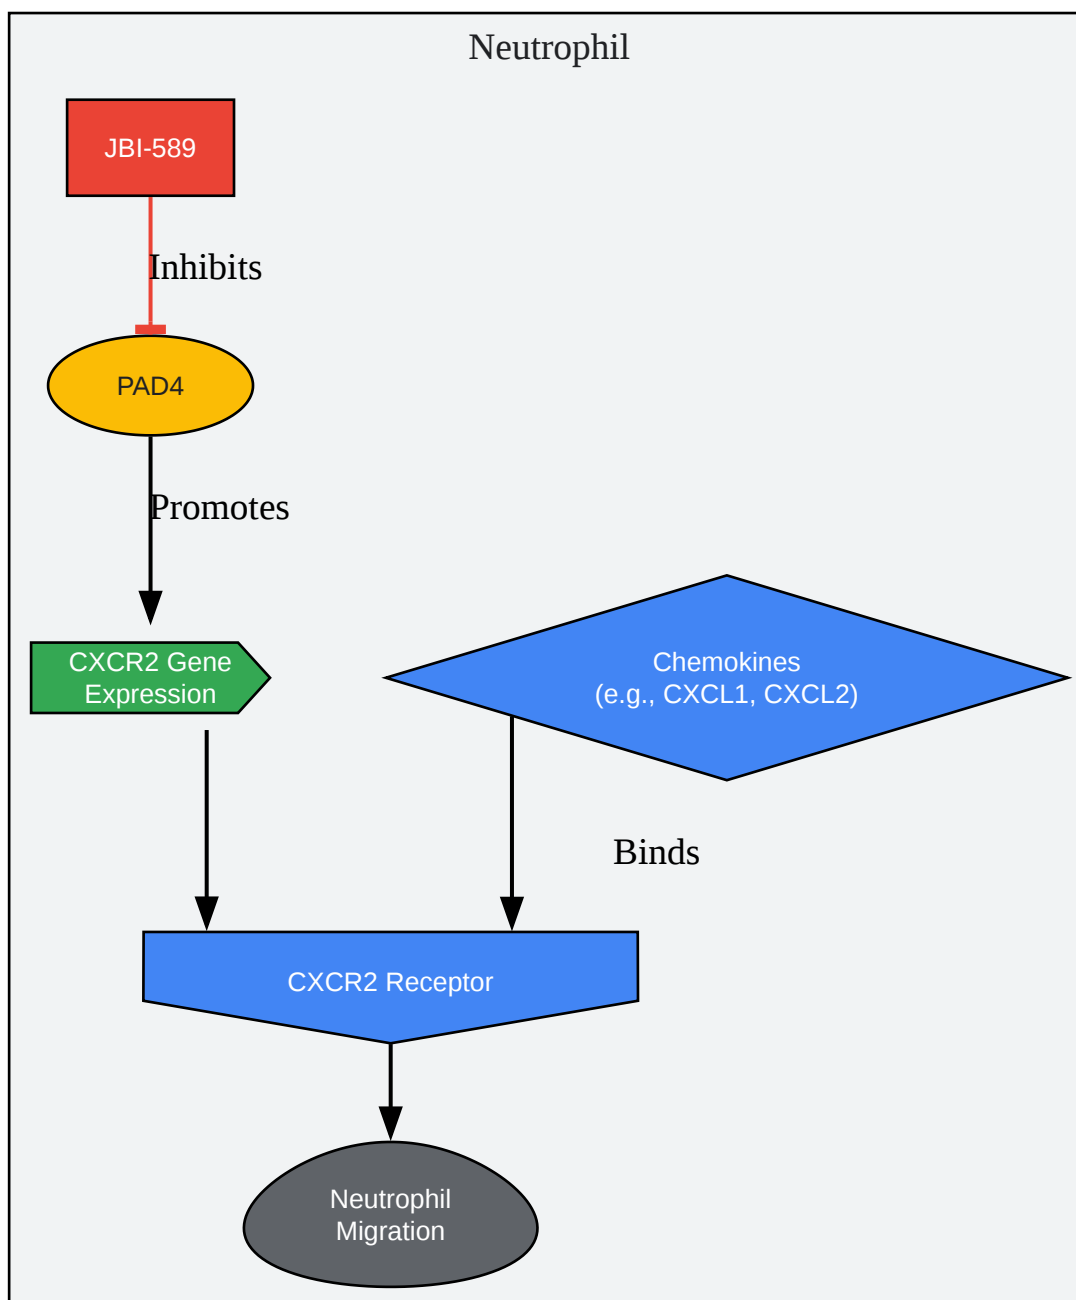 Neutrophil
JBI-589
Inhibits
PAD4
Promotes
CXCR2 Gene
Expression
Chemokines
(e.g., CXCL1, CXCL2)
Binds
CXCR2 Receptor
Neutrophil
Migration